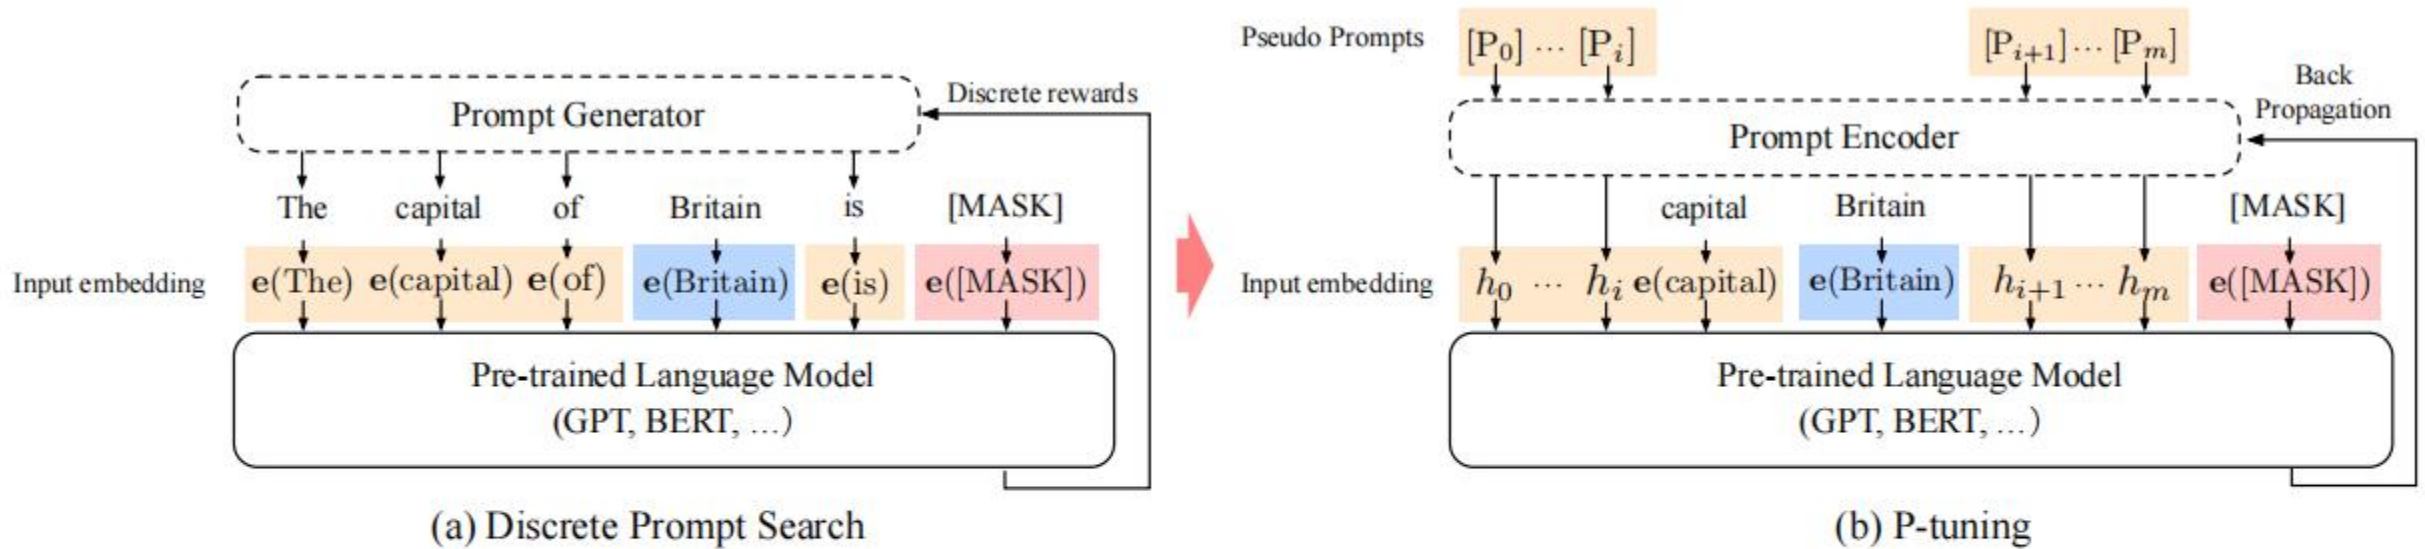 Prompt Generator
Discrete rewards
The capital of Britain is [MASK]
Input embedding e(The) e(capital) e(of) e(Britain) e(is) e([MASK])
Pre-trained Language Model
(GPT, BERT, ...)
(a) Discrete Prompt Search
Pseudo Prompts [P₀] ... [Pᵢ] [Pᵢ₊₁] ... [Pₘ]
Back
Propagation
Prompt Encoder
capital Britain [MASK]
Input embedding h₀ ... hᵢ e(capital) e(Britain) hᵢ₊₁ ... hₘ e([MASK])
Pre-trained Language Model
(GPT, BERT, ...)
(b) P-tuning